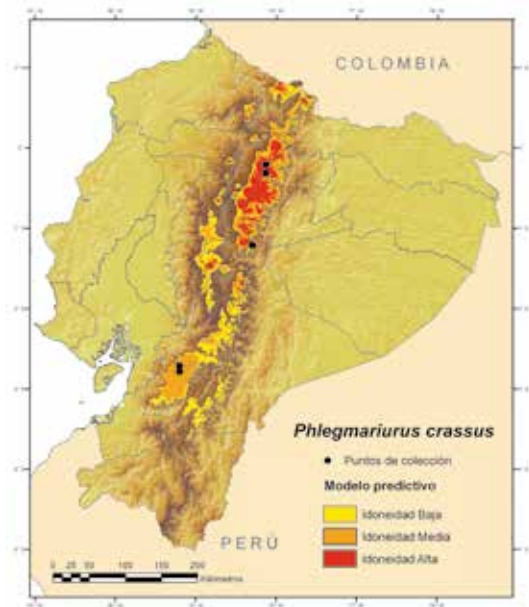 COLOMBIA
Phlegmariurus crassus
Puntos de colección
Modelo predictivo
Idoneidad Baja
Idoneidad Media
Idoneidad Alta
PERÚ
0 25 50 100 150 200